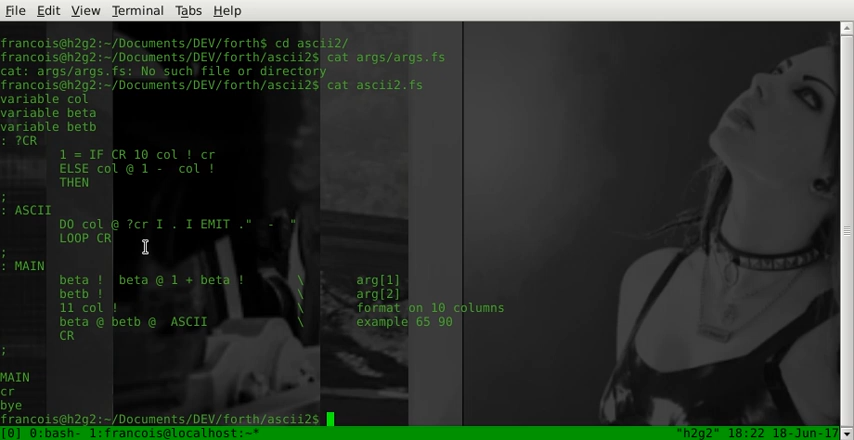 File Edit View Terminal Tabs Help
francois@h2g2:~/Documents/DEV/forth$ cd ascii2/
francois@h2g2:~/Documents/DEV/forth/ascii2$ cat args/args.fs
cat: args/args.fs: No such file or directory
francois@h2g2:~/Documents/DEV/forth/ascii2$ cat ascii2.fs
variable col
variable beta
variable betb
: ?CR
1 = IF CR 10 col ! cr
ELSE col @ 1 -  col !
THEN
;
: ASCII
DO col @ ?cr I . I EMIT ."  -  "
LOOP CR
;
: MAIN
beta !  beta @ 1 + beta !        \       arg[1]
betb !                           \       arg[2]
11 col !                         \       format on 10 columns
beta @ betb @  ASCII             \       example 65 90
CR
;
MAIN
cr
bye
francois@h2g2:~/Documents/DEV/forth/ascii2$
[0] 0:bash- 1:francois@localhost:~* "h2g2" 18:22 18-Jun-17